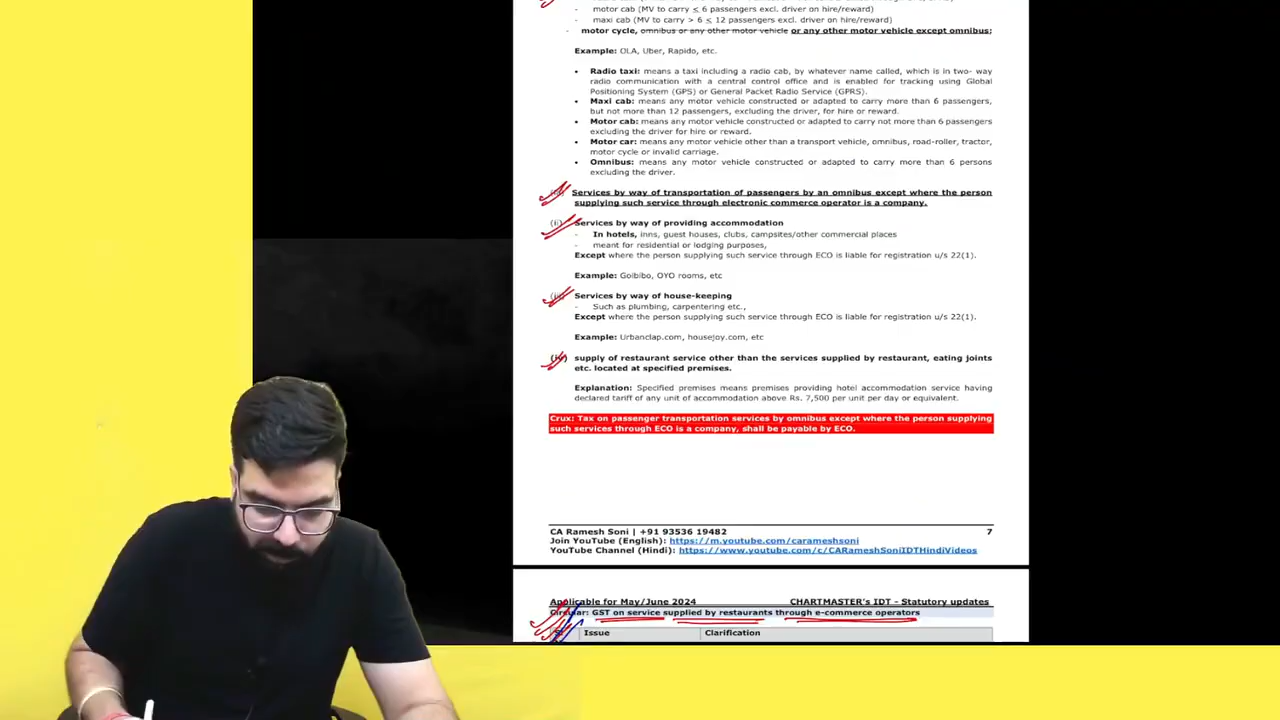 - motor cab (MV to carry ≤ 6 passengers excl. driver on hire/reward)
- maxi cab (MV to carry > 6 ≤ 12 passengers excl. driver on hire/reward)
- motor cycle, omnibus or any other motor vehicle or any other motor vehicle except omnibus;
Example: OLA, Uber, Rapido, etc.
• Radio taxi: means a taxi including a radio cab, by whatever name called, which is in two- way
radio communication with a central control office and is enabled for tracking using Global
Positioning System (GPS) or General Packet Radio Service (GPRS).
• Maxi cab: means any motor vehicle constructed or adapted to carry more than 6 passengers,
but not more than 12 passengers, excluding the driver, for hire or reward.
• Motor cab: means any motor vehicle constructed or adapted to carry not more than 6 passengers
excluding the driver for hire or reward.
• Motor car: means any motor vehicle other than a transport vehicle, omnibus, road-roller, tractor,
motor cycle or invalid carriage.
• Omnibus: means any motor vehicle constructed or adapted to carry more than 6 persons
excluding the driver.
Services by way of transportation of passengers by an omnibus except where the person
supplying such service through electronic commerce operator is a company.
(ii) Services by way of providing accommodation
- In hotels, inns, guest houses, clubs, campsites/other commercial places
- meant for residential or lodging purposes,
Except where the person supplying such service through ECO is liable for registration u/s 22(1).
Example: Goibibo, OYO rooms, etc
(iii) Services by way of house-keeping
- Such as plumbing, carpentering etc.,
Except where the person supplying such service through ECO is liable for registration u/s 22(1).
Example: Urbanclap.com, housejoy.com, etc
(iv) supply of restaurant service other than the services supplied by restaurant, eating joints
etc. located at specified premises.
Explanation: Specified premises means premises providing hotel accommodation service having
declared tariff of any unit of accommodation above Rs. 7,500 per unit per day or equivalent.
Crux: Tax on passenger transportation services by omnibus except where the person supplying
such services through ECO is a company, shall be payable by ECO.
CA Ramesh Soni | +91 93536 19482 7
Join YouTube (English): https://m.youtube.com/carameshsoni
YouTube Channel (Hindi): https://www.youtube.com/c/CARameshSoniIDTHindiVideos
Applicable for May/June 2024 CHARTMASTER's IDT - Statutory updates
Circular: GST on service supplied by restaurants through e-commerce operators
Issue Clarification